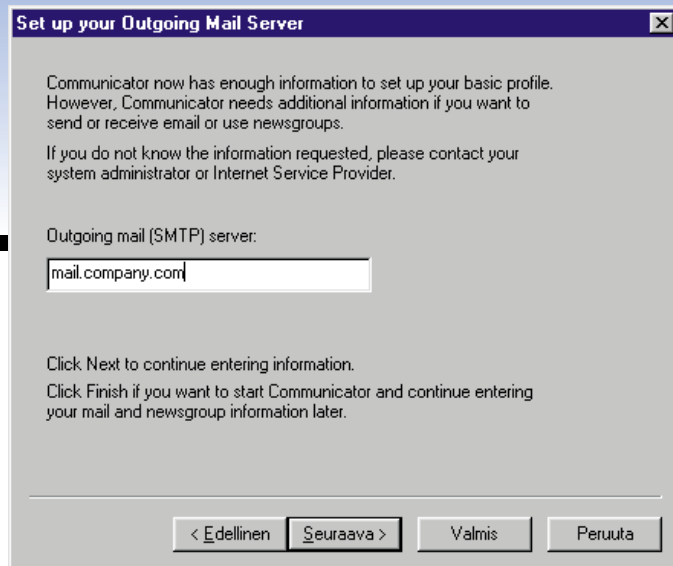 Set up your Outgoing Mail Server
Communicator now has enough information to set up your basic profile.
However, Communicator needs additional information if you want to
send or receive email or use newsgroups.
If you do not know the information requested, please contact your
system administrator or Internet Service Provider.
Outgoing mail (SMTP) server:
mail.company.com
Click Next to continue entering information.
Click Finish if you want to start Communicator and continue entering
your mail and newsgroup information later.
< Edellinen
Seuraava >
Valmis
Peruuta